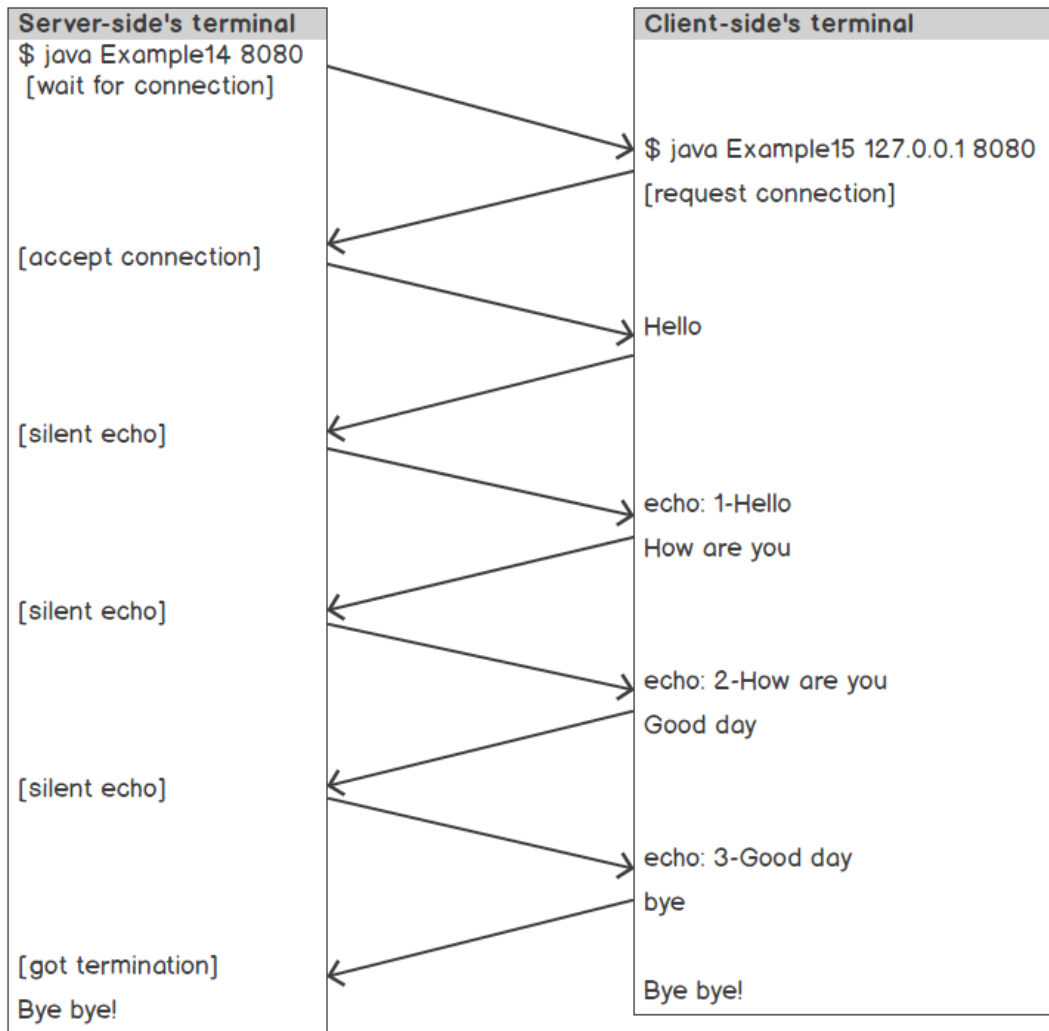 Server-side's terminal
$ java Example14 8080
[wait for connection]
[accept connection]
[silent echo]
[silent echo]
[silent echo]
[got termination]
Bye bye!
Client-side's terminal
$ java Example15 127.0.0.1 8080
[request connection]
Hello
echo: 1-Hello
How are you
echo: 2-How are you
Good day
echo: 3-Good day
bye
Bye bye!